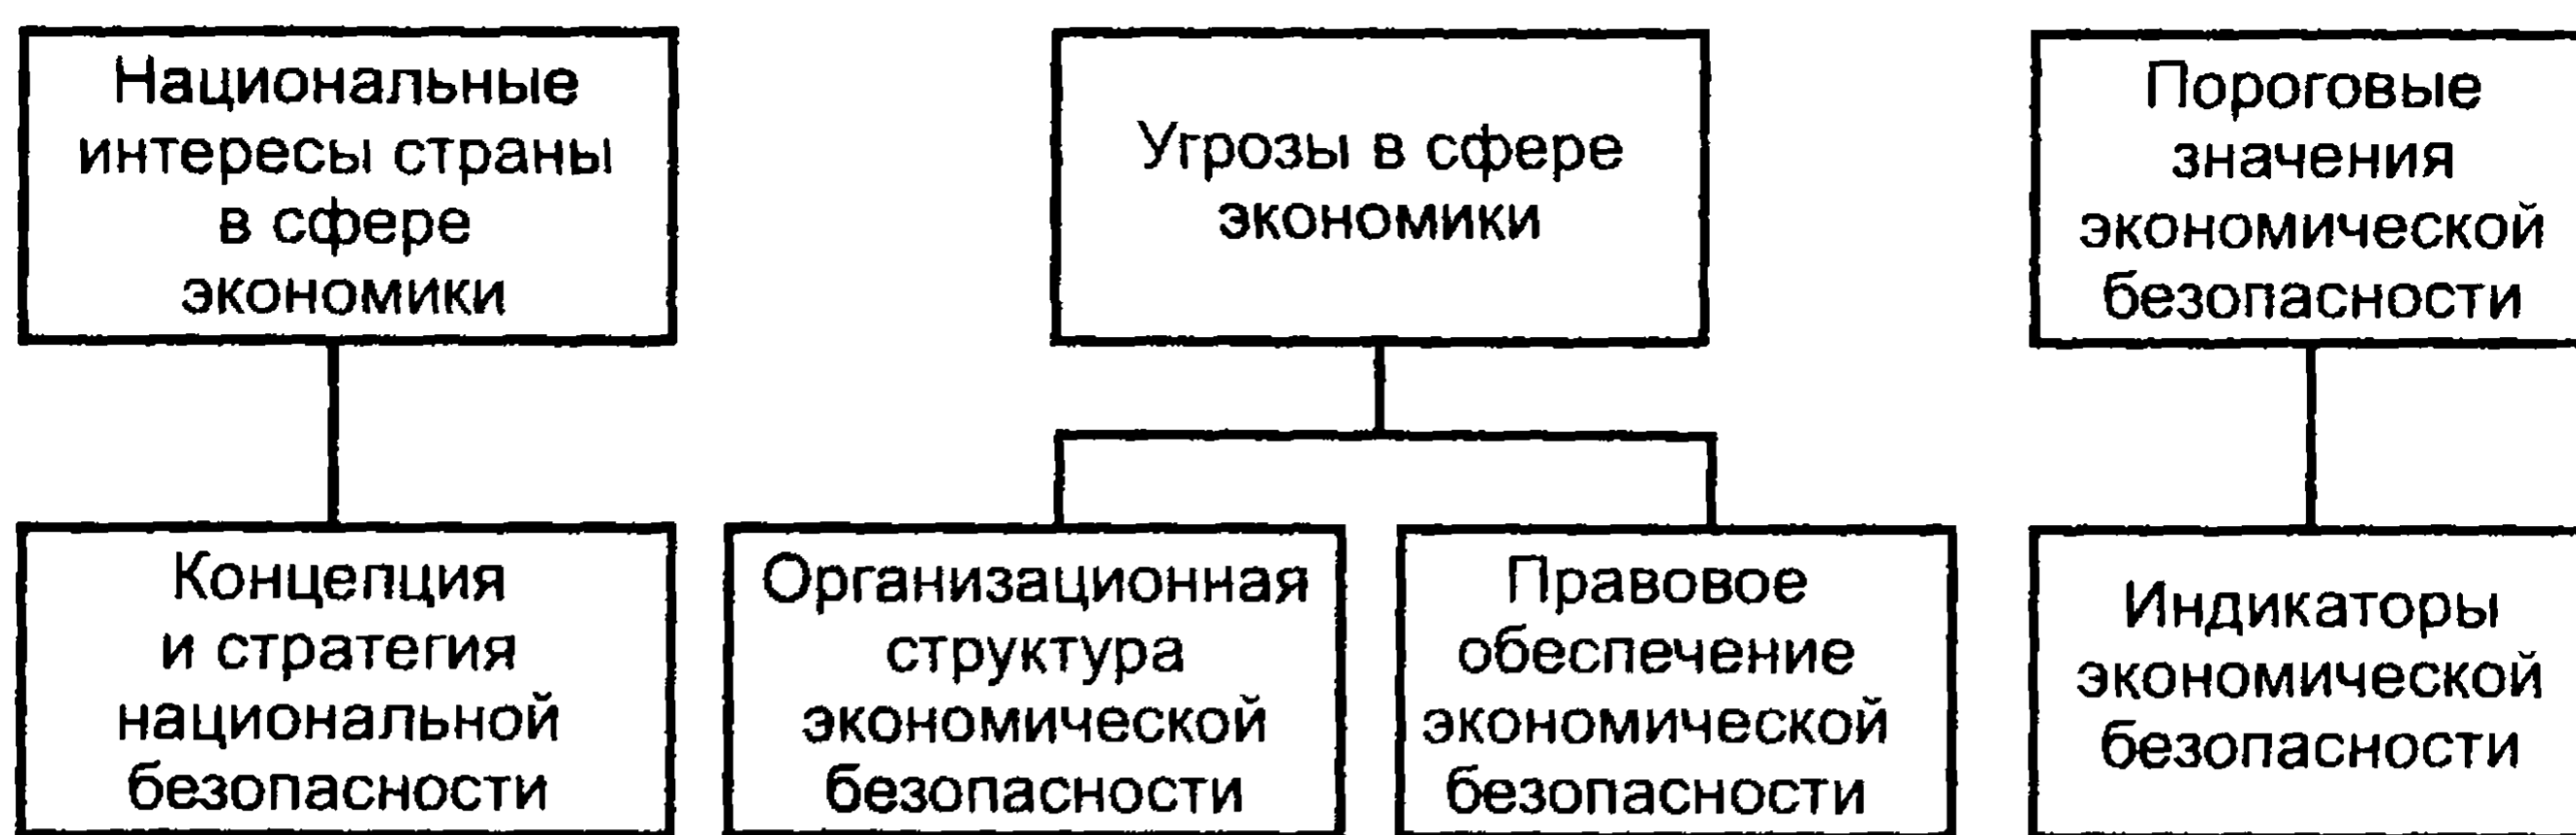 Национальные
интересы страны
в сфере
экономики
Угрозы в сфере
экономики
Пороговые
значения
экономической
безопасности
Концепция
и стратегия
национальной
безопасности
Организационная
структура
экономической
безопасности
Правовое
обеспечение
экономической
безопасности
Индикаторы
экономической
безопасности